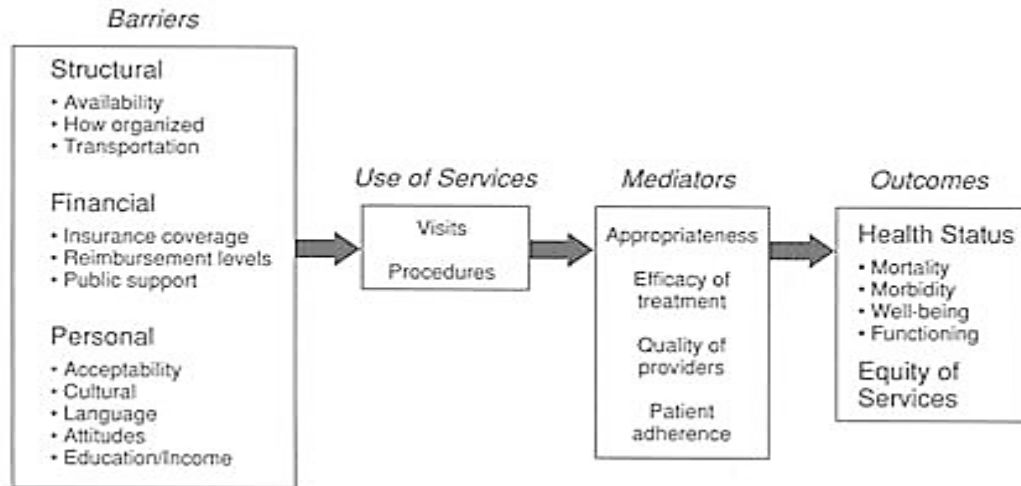 Barriers
Structural
• Availability
• How organized
• Transportation
Financial
• Insurance coverage
• Reimbursement levels
• Public support
Personal
• Acceptability
• Cultural
• Language
• Attitudes
• Education/Income
Use of Services
Visits
Procedures
Mediators
Appropriateness
Efficacy of
treatment
Quality of
providers
Patient
adherence
Outcomes
Health Status
• Mortality
• Morbidity
• Well-being
• Functioning
Equity of
Services